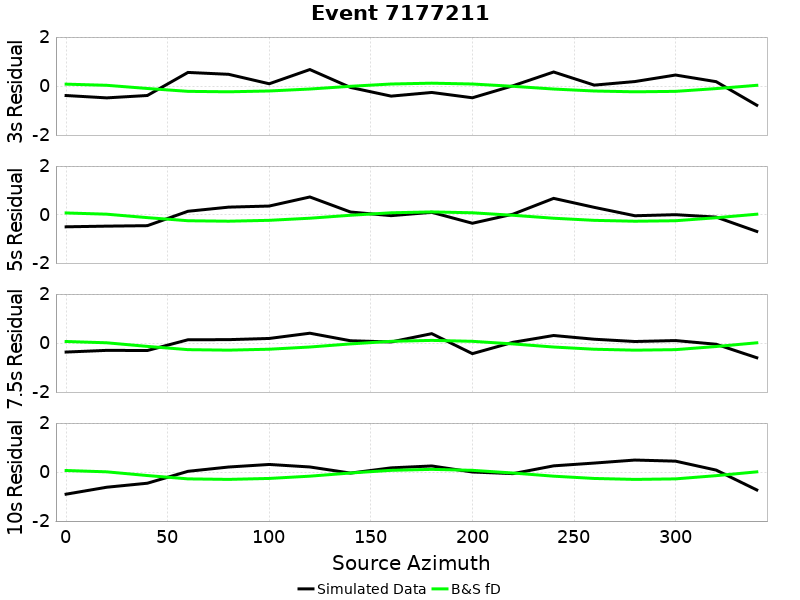 Event 7177211
3s Residual
2
0
-2
5s Residual
2
0
-2
7.5s Residual
2
0
-2
10s Residual
2
0
-2
0 50 100 150 200 250 300
Source Azimuth
Simulated Data B&S fD